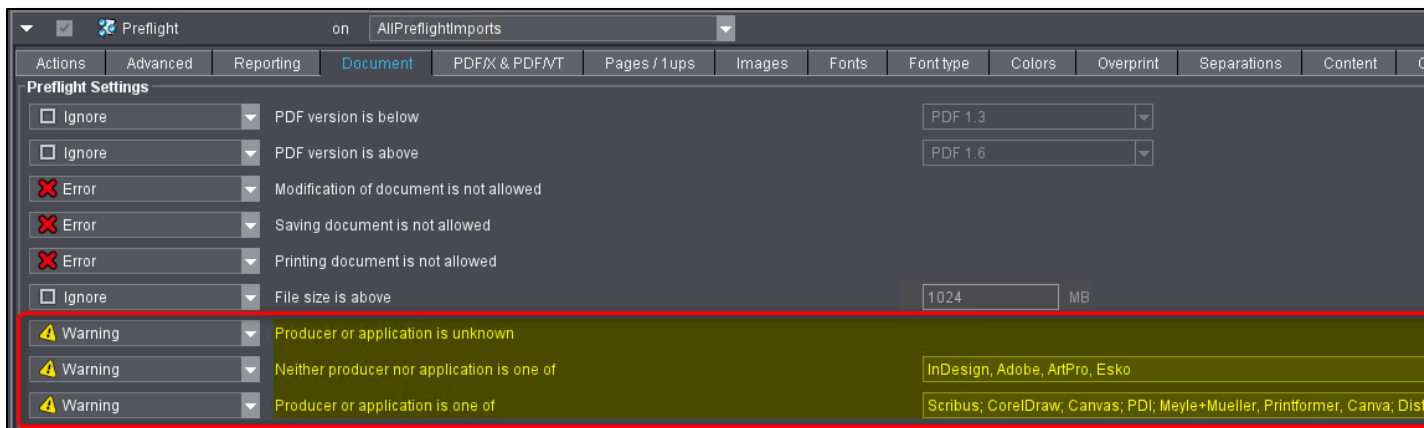 Preflight on AllPreflightImports
Actions Advanced Reporting Document PDF/X & PDF/VT Pages / 1ups Images Fonts Font type Colors Overprint Separations Content
Preflight Settings
Ignore PDF version is below PDF 1.3
Ignore PDF version is above PDF 1.6
Error Modification of document is not allowed
Error Saving document is not allowed
Error Printing document is not allowed
Ignore File size is above 1024 MB
Warning Producer or application is unknown
Warning Neither producer nor application is one of InDesign, Adobe, ArtPro, Esko
Warning Producer or application is one of Scribus; CorelDraw; Canvas; PDI; Meyle+Mueller, Printformer, Canva;